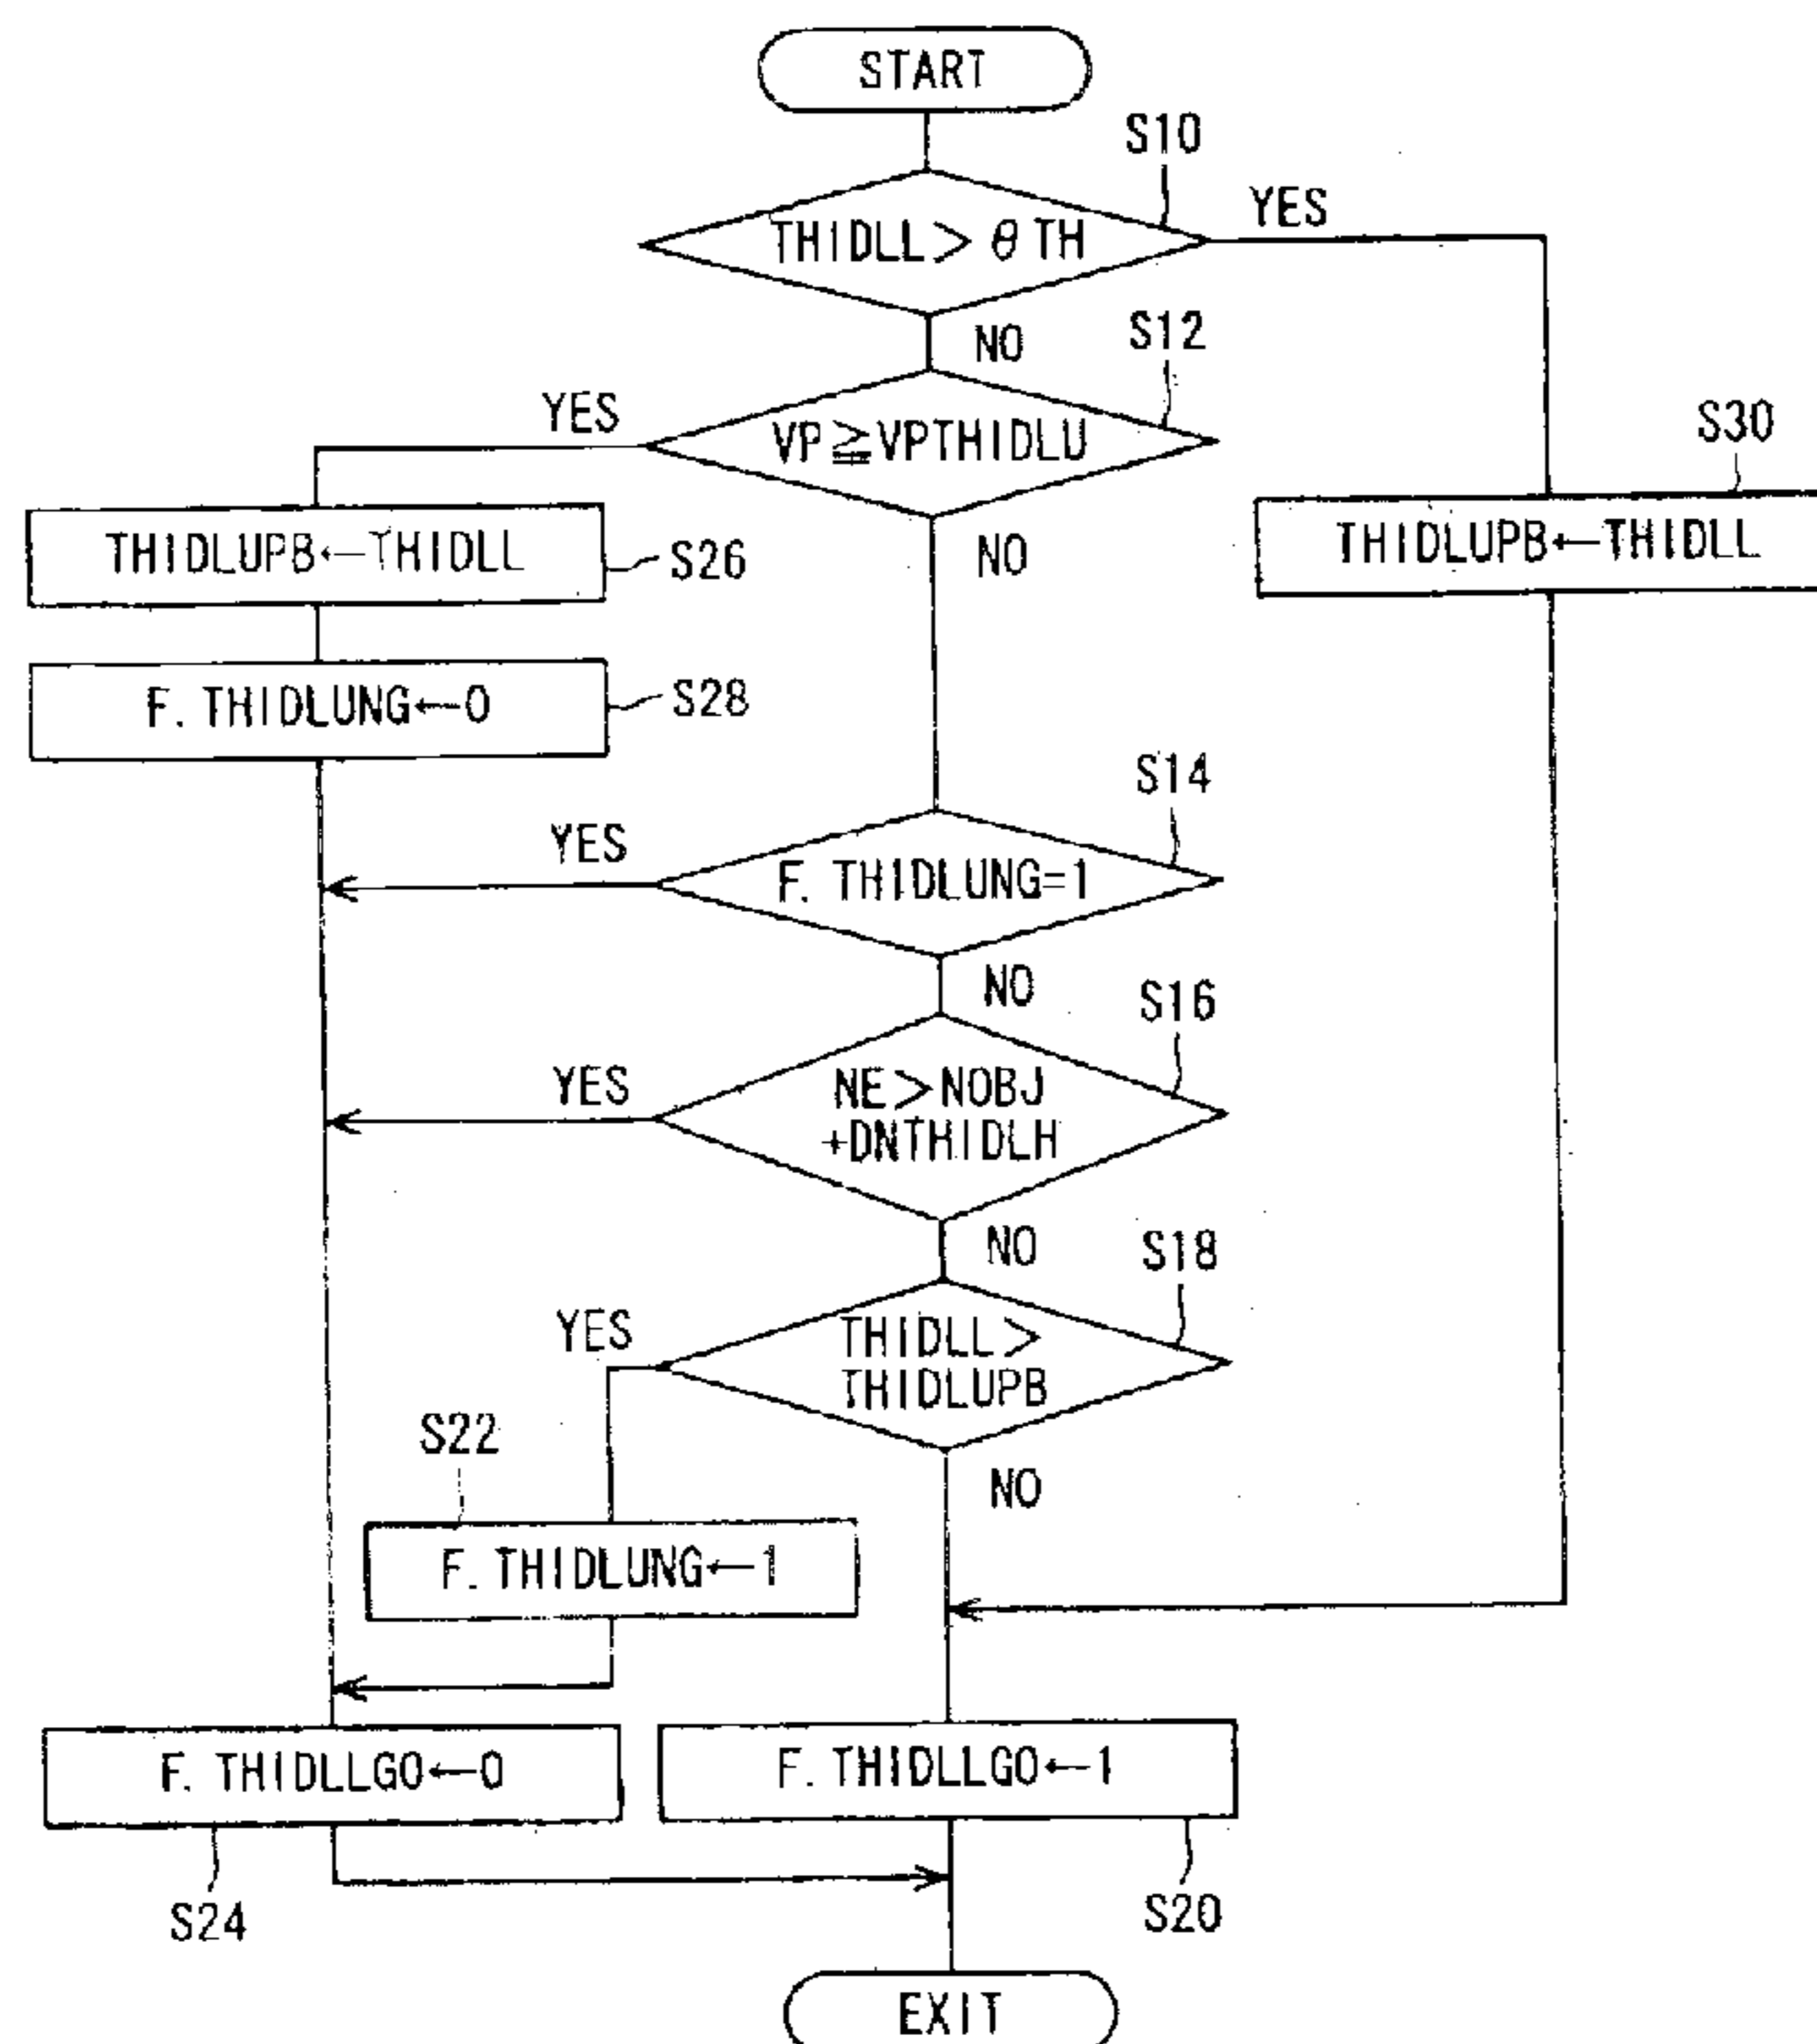 START
S10
THIDLL > θ TH
YES
NO
S12
YES
VP ≧ VPTHIDLU
S30
THIDLUPB←THIDLL
S26
NO
THIDLUPB←THIDLL
F. THIDLUNG←0
S28
S14
YES
F. THIDLUNG=1
NO
S16
YES
NE > NOBJ
+DNTHIDLH
NO
S18
YES
THIDLL >
THIDLUPB
S22
NO
F. THIDLUNG←1
F. THIDLLGO←0
F. THIDLLGO←1
S24
S20
EXIT